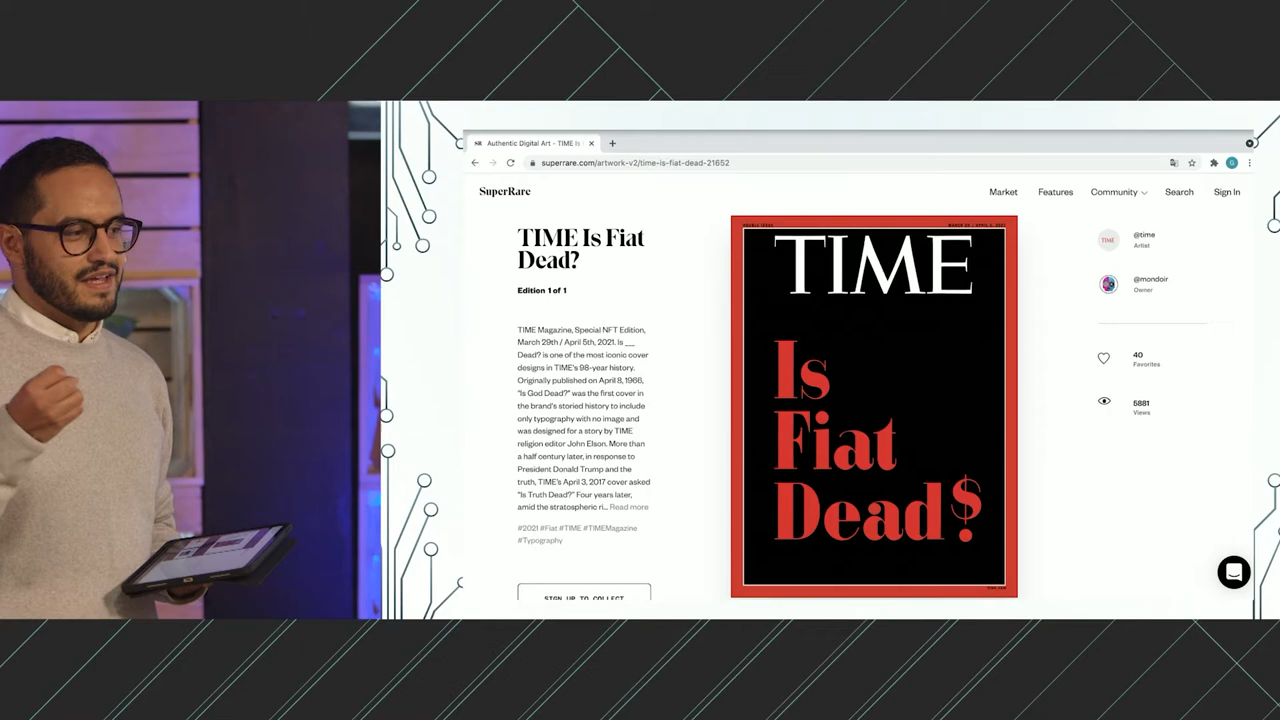 SR Authentic Digital Art - TIME Is
superrare.com/artwork-v2/time-is-fiat-dead-21652
SuperRare
Market
Features
Community
Search
Sign In
TIME Is Fiat
Dead?
Edition 1 of 1
TIME Magazine, Special NFT Edition,
March 29th / April 5th, 2021. Is __
Dead? is one of the most iconic cover
designs in TIME's 98-year history.
Originally published on April 8, 1966,
"Is God Dead?" was the first cover in
the brand's storied history to include
only typography with no image and
was designed for a story by TIME
religion editor John Elson. More than
a half century later, in response to
President Donald Trump and the
truth, TIME's April 3, 2017 cover asked
"Is Truth Dead?" Four years later,
amid the stratospheric ri... Read more
#2021 #Fiat #TIME #TIMEMagazine
#Typography
SIGN UP TO COLLECT
TIME
Is
Fiat
Dead$
TIME
@time
Artist
@mondoir
Owner
40
Favorites
5881
Views
G